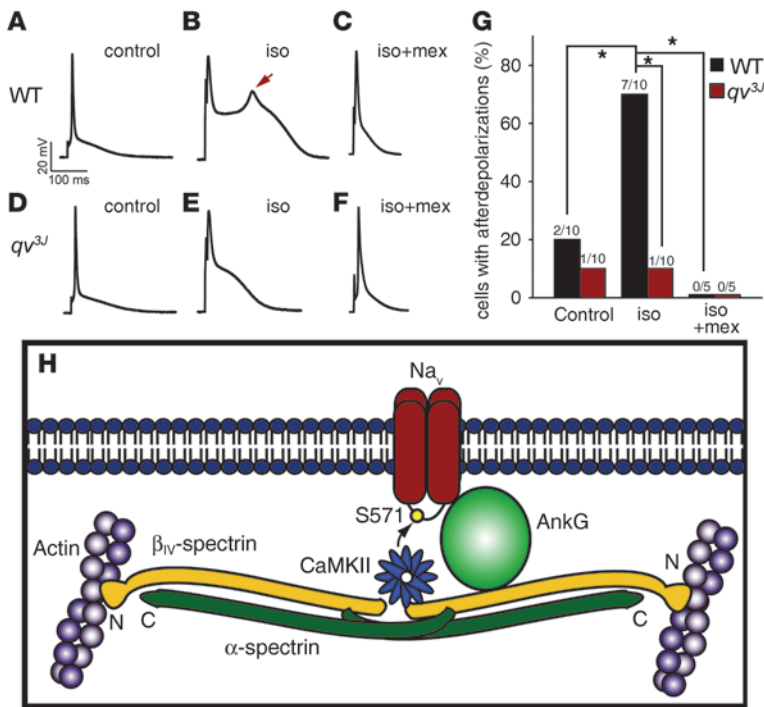 A
control
B
iso
C
iso+mex
WT
20 mV
100 ms
D
control
E
iso
F
iso+mex
qv3J
G
cells with afterdepolarizations (%)
80
60
40
20
0
WT
qv3J
*
*
*
2/10
1/10
7/10
1/10
0/5
0/5
Control
iso
iso
+mex
H
Nav
S571
AnkG
Actin
βIV-spectrin
CaMKII
N
N
C
C
α-spectrin